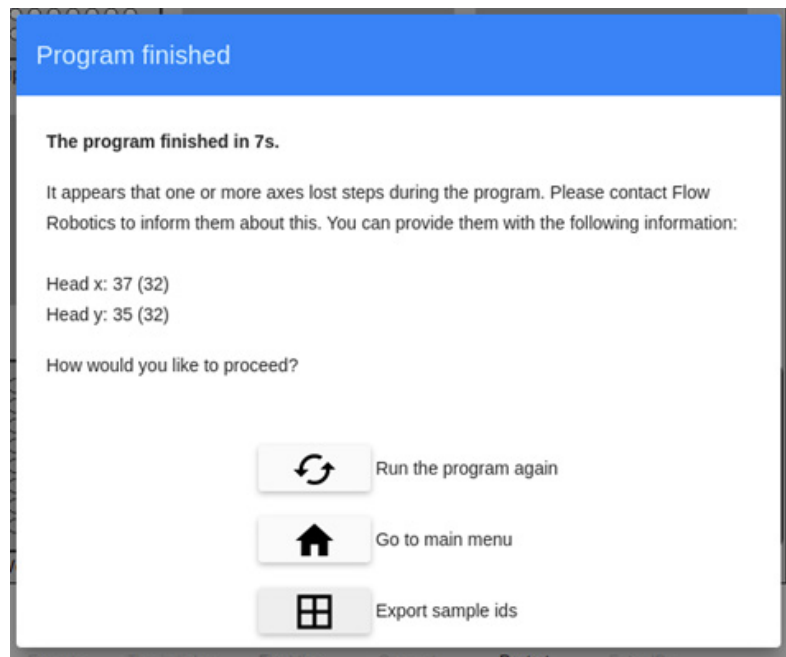 Program finished
The program finished in 7s.
It appears that one or more axes lost steps during the program. Please contact Flow
Robotics to inform them about this. You can provide them with the following information:
Head x: 37 (32)
Head y: 35 (32)
How would you like to proceed?
Run the program again
Go to main menu
Export sample ids